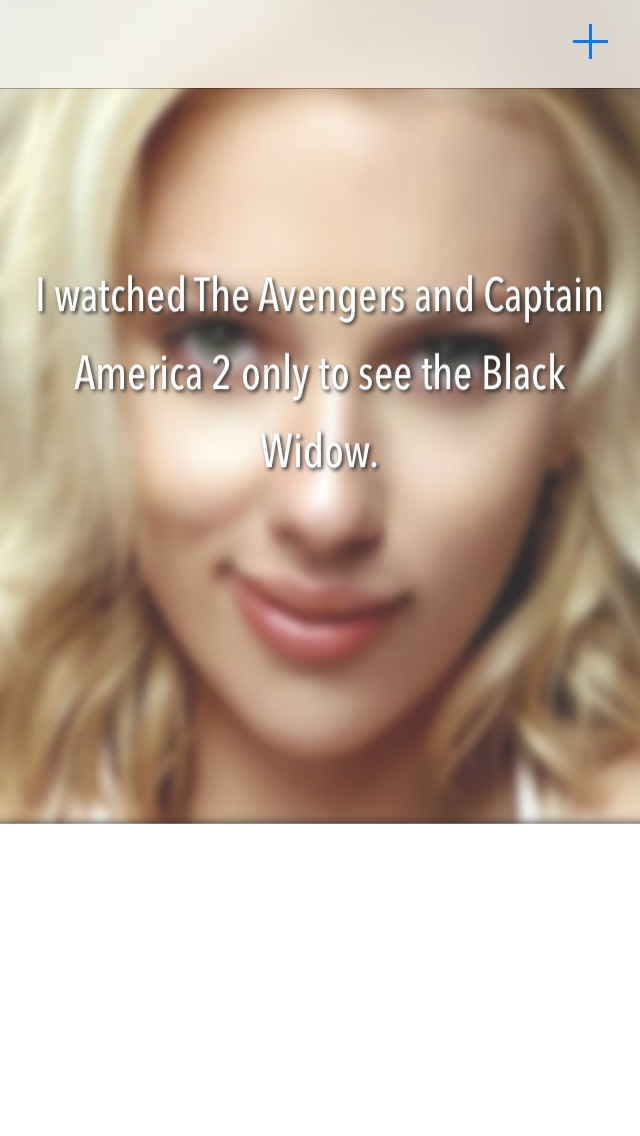 I watched The Avengers and Captain
America 2 only to see the Black
Widow.